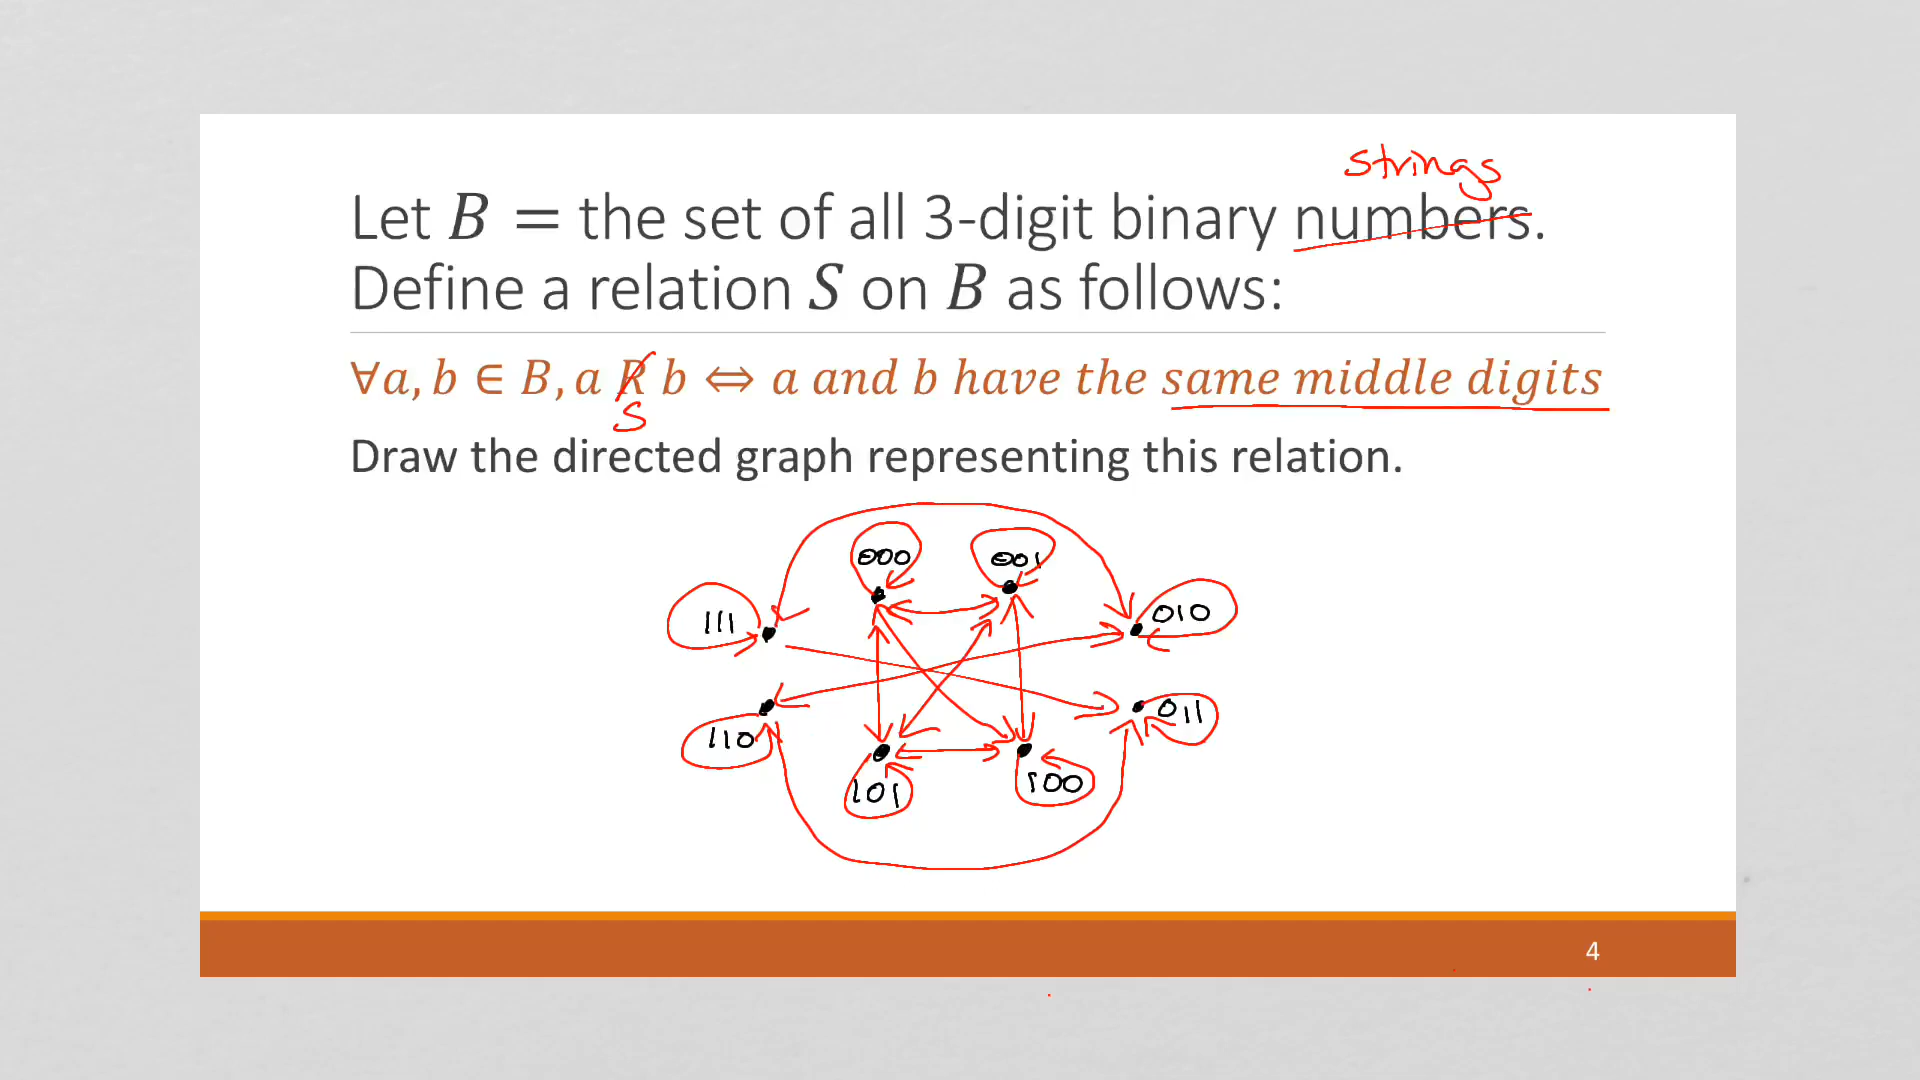 strings
Let B = the set of all 3-digit binary numbers.
Define a relation S on B as follows:
∀a, b ∈ B, a R b ⇔ a and b have the same middle digits
S
Draw the directed graph representing this relation.
000 001
111 010
110 011
101 100
4